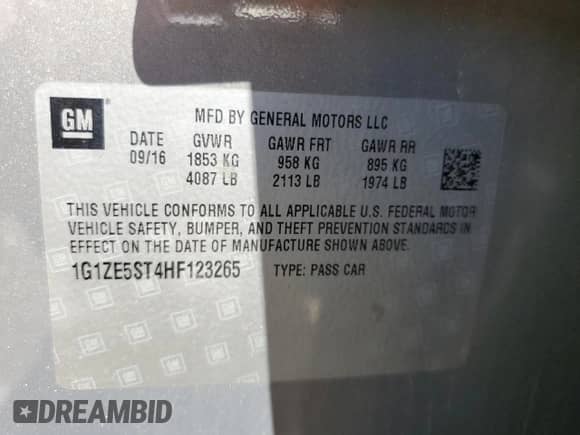 GM
MFD BY GENERAL MOTORS LLC
DATE GVWR GAWR FRT GAWR RR
09/16 1853 KG 958 KG 895 KG
4087 LB 2113 LB 1974 LB
THIS VEHICLE CONFORMS TO ALL APPLICABLE U.S. FEDERAL MOTOR
VEHICLE SAFETY, BUMPER, AND THEFT PREVENTION STANDARDS IN
EFFECT ON THE DATE OF MANUFACTURE SHOWN ABOVE.
1G1ZE5ST4HF123265 TYPE: PASS CAR
DREAMBID